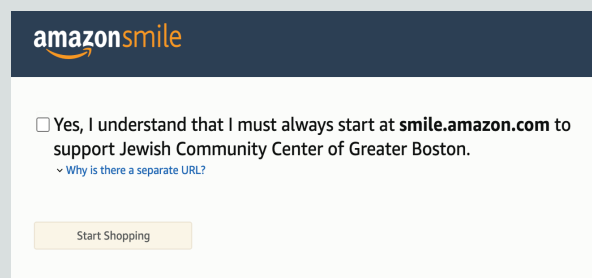 amazonsmile
Yes, I understand that I must always start at smile.amazon.com to
support Jewish Community Center of Greater Boston.
Why is there a separate URL?
Start Shopping